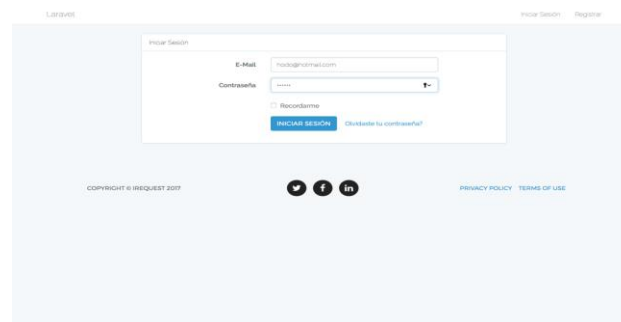 Laravel
Iniciar Sesión
Registrar
Iniciar Sesión
E-Mail
Contraseña
Recordarme
INICIAR SESIÓN
Olvidaste tu contraseña?
COPYRIGHT © IREQUEST 2017
PRIVACY POLICY
TERMS OF USE